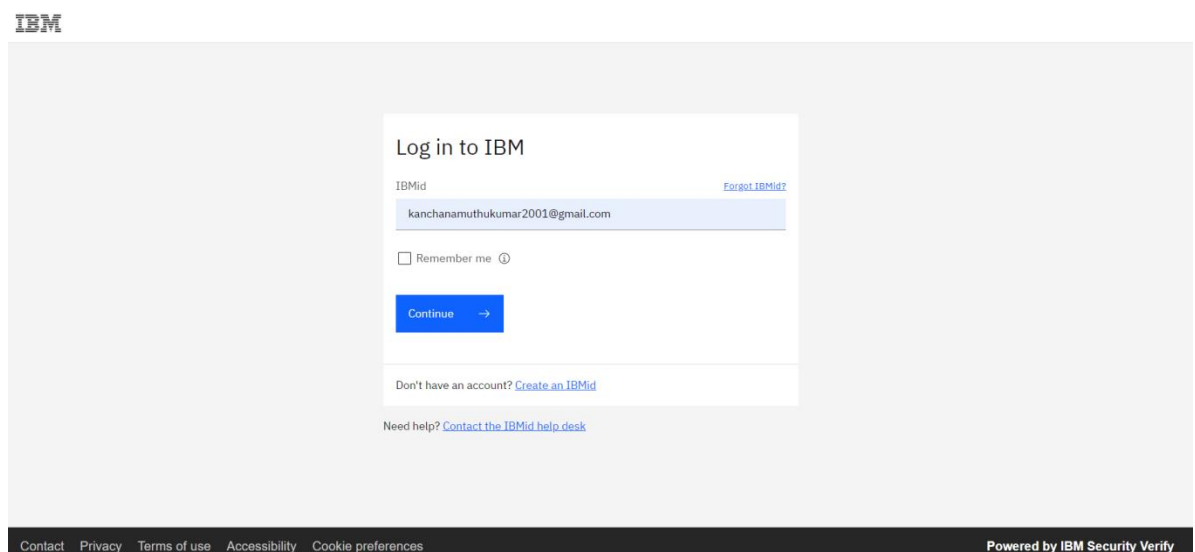 IBM
Log in to IBM
IBMid Forgot IBMid?
kanchanamuthukumar2001@gmail.com
Remember me
Continue
Don't have an account? Create an IBMid
Need help? Contact the IBMid help desk
Contact Privacy Terms of use Accessibility Cookie preferences Powered by IBM Security Verify